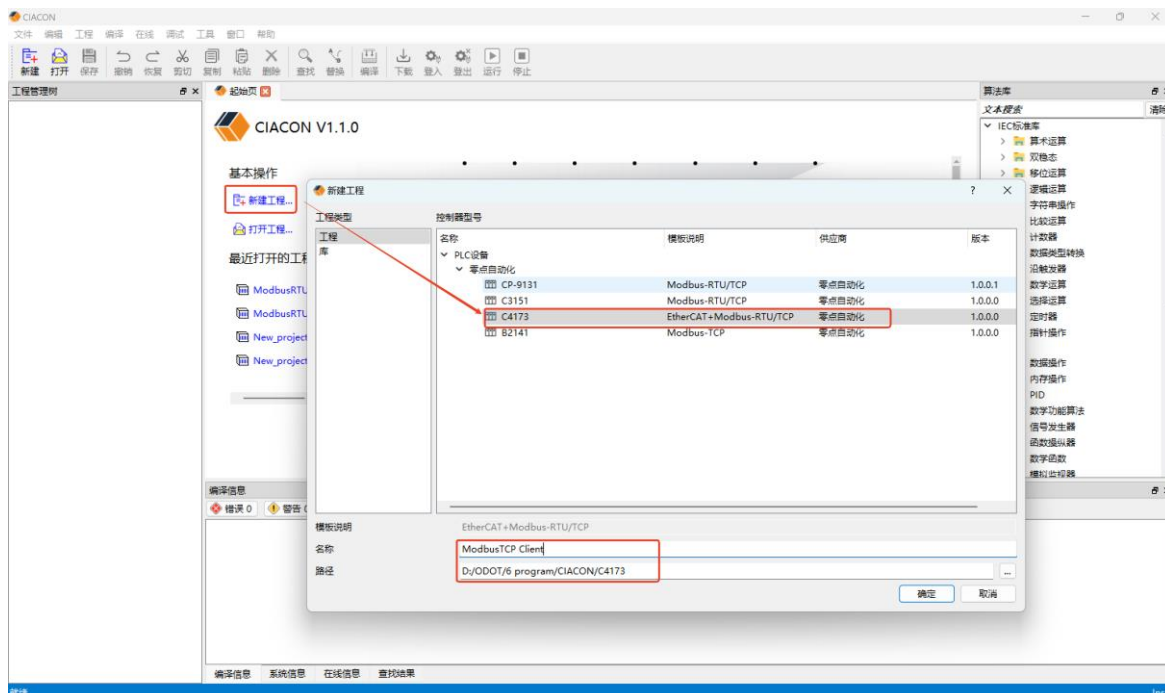 CIACON
文件 编辑 工程 编译 在线 调试 工具 窗口 帮助
新建 打开 保存 撤销 恢复 剪切 复制 粘贴 删除 查找 替换 编译 下载 登入 登出 运行 停止
工程管理树
起始页
算法库
CIACON V1.1.0
文本搜索
清除
IEC标准库
算术运算
双稳态
移位运算
逻辑运算
字符串操作
比较运算
计数器
数据类型转换
沿触发器
数学运算
选择运算
定时器
指针操作
数据操作
内存操作
PID
数学功能算法
信号发生器
函数操纵器
数学函数
模拟监视器
基本操作
新建工程...
打开工程...
最近打开的工程
ModbusRTU
ModbusRTU
New_project
New_project
新建工程
?
工程类型 控制器型号
工程
库
名称 模板说明 供应商 版本
PLC设备
零点自动化
CP-9131 Modbus-RTU/TCP 零点自动化 1.0.0.1
C3151 Modbus-RTU/TCP 零点自动化 1.0.0.0
C4173 EtherCAT+Modbus-RTU/TCP 零点自动化 1.0.0.0
B2141 Modbus-TCP 零点自动化 1.0.0.0
模板说明 EtherCAT+Modbus-RTU/TCP
名称 ModbusTCP Client
路径 D:/ODOT/6 program/CIACON/C4173
...
确定 取消
编译信息
错误 0 警告
编译信息 系统信息 在线信息 查找结果
就绪